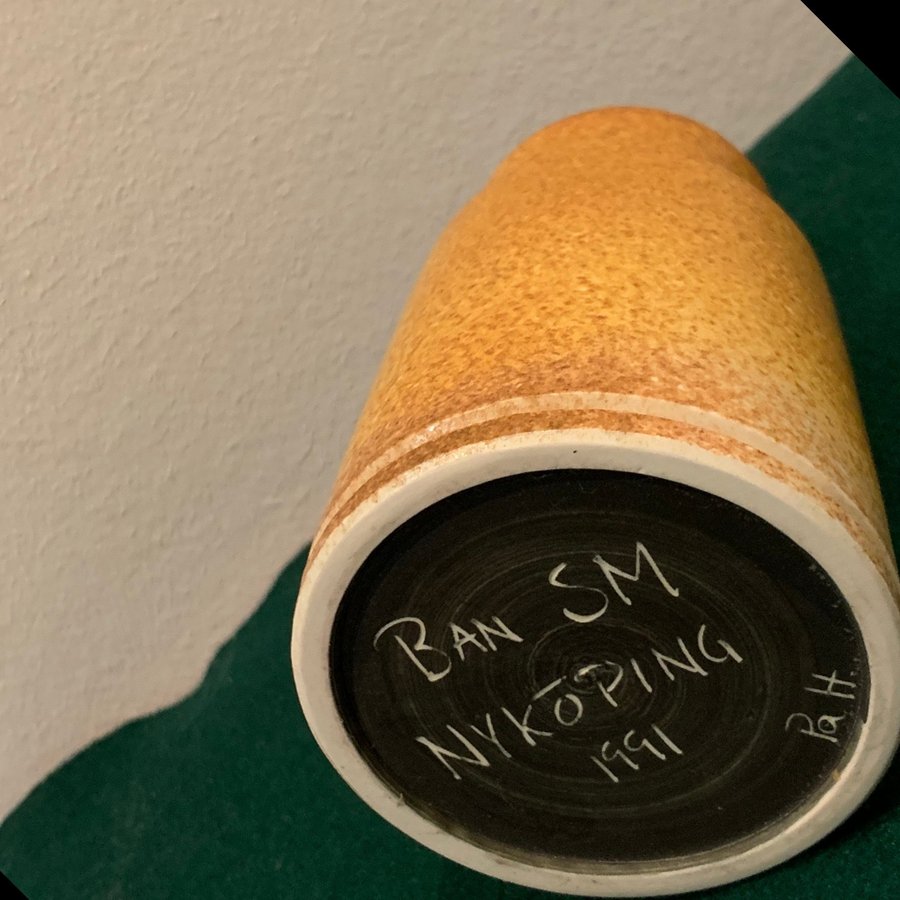 BAN SM
NYKÖPING
1991
Pa.H.